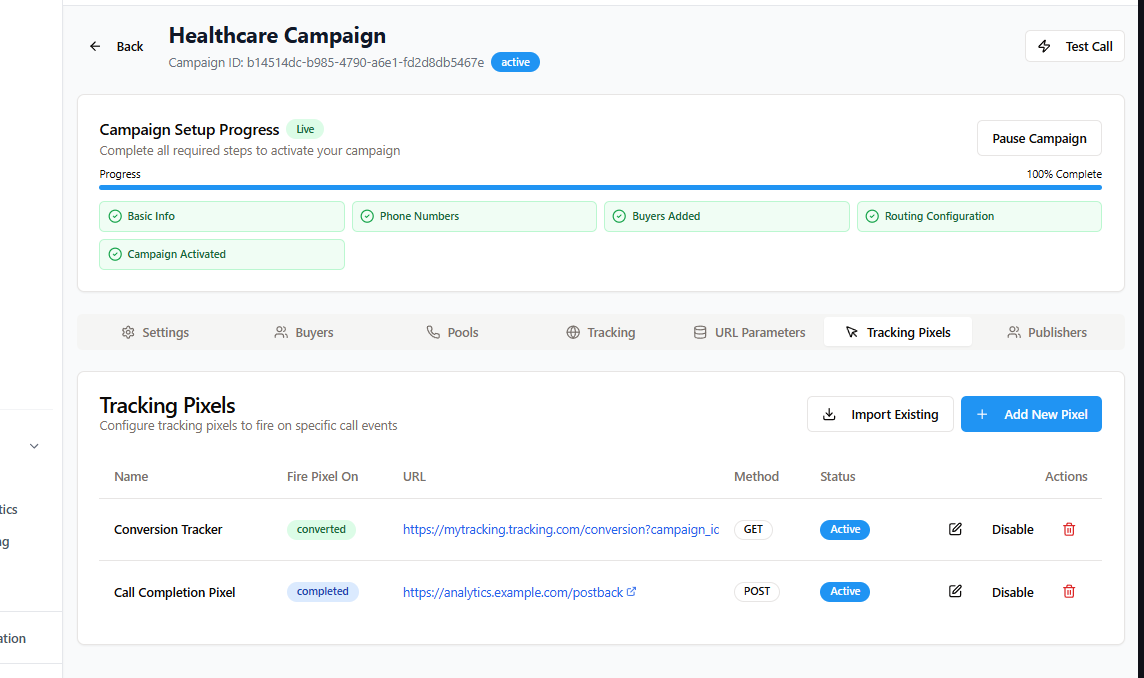 Back
Healthcare Campaign
Campaign ID: b14514dc-b985-4790-a6e1-fd2d8db5467e active
Test Call
Campaign Setup Progress Live
Complete all required steps to activate your campaign
Pause Campaign
Progress 100% Complete
Basic Info Phone Numbers Buyers Added Routing Configuration
Campaign Activated
Settings Buyers Pools Tracking URL Parameters Tracking Pixels Publishers
Tracking Pixels
Configure tracking pixels to fire on specific call events
Import Existing Add New Pixel
Name Fire Pixel On URL Method Status Actions
Conversion Tracker converted https://mytracking.tracking.com/conversion?campaign_ic GET Active Disable
Call Completion Pixel completed https://analytics.example.com/postback POST Active Disable
tics
ng
ation